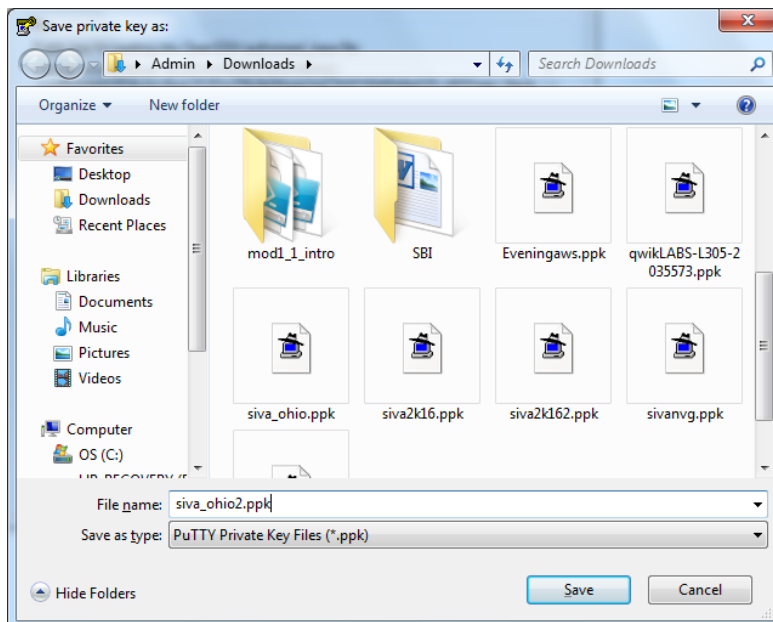 Save private key as:
Admin Downloads
Search Downloads
Organize
New folder
Favorites
Desktop
Downloads
Recent Places
Libraries
Documents
Music
Pictures
Videos
Computer
OS (C:)
mod1_1_intro
SBI
Eveningaws.ppk
qwikLABS-L305-2
035573.ppk
siva_ohio.ppk
siva2k16.ppk
siva2k162.ppk
sivanvg.ppk
File name: siva_ohio2.ppk
Save as type: PuTTY Private Key Files (*.ppk)
Hide Folders
Save
Cancel